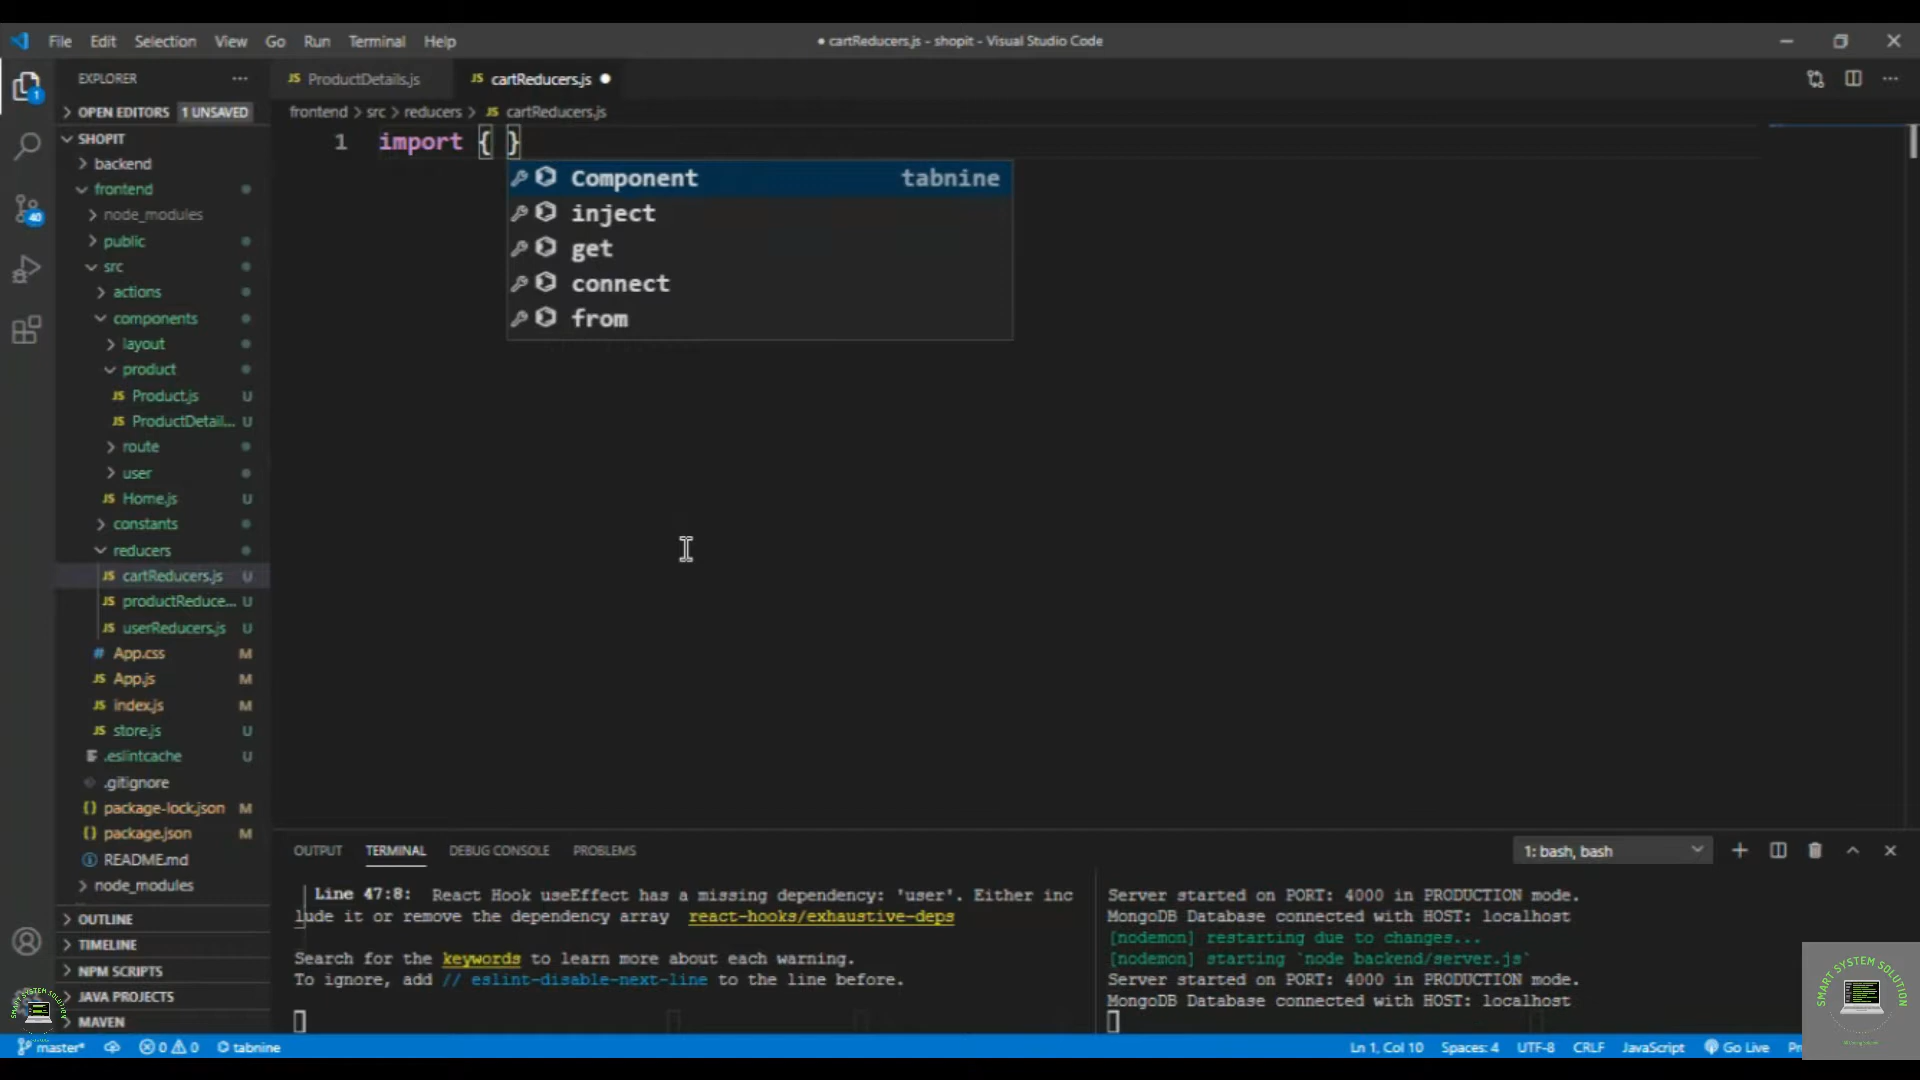 File Edit Selection View Go Run Terminal Help
● cartReducers.js - shopit - Visual Studio Code
EXPLORER
JS ProductDetails.js
JS cartReducers.js
OPEN EDITORS 1 UNSAVED
frontend > src > reducers > JS cartReducers.js
SHOPIT
backend
frontend
node_modules
public
src
actions
components
layout
product
JS Product.js U
JS ProductDetail... U
route
user
JS Home.js U
constants
reducers
JS cartReducers.js U
JS productReduce... U
JS userReducers.js U
# App.css M
JS App.js M
JS index.js M
JS store.js U
.eslintcache U
.gitignore
{} package-lock.json M
{} package.json M
README.md
node_modules
OUTLINE
TIMELINE
NPM SCRIPTS
JAVA PROJECTS
MAVEN
1
40
1 import { }
Component tabnine
inject
get
connect
from
OUTPUT TERMINAL DEBUG CONSOLE PROBLEMS
1: bash, bash
Line 47:8: React Hook useEffect has a missing dependency: 'user'. Either inc
lude it or remove the dependency array react-hooks/exhaustive-deps
Search for the keywords to learn more about each warning.
To ignore, add // eslint-disable-next-line to the line before.
Server started on PORT: 4000 in PRODUCTION mode.
MongoDB Database connected with HOST: localhost
[nodemon] restarting due to changes...
[nodemon] starting `node backend/server.js`
Server started on PORT: 4000 in PRODUCTION mode.
MongoDB Database connected with HOST: localhost
SMART SYSTEM SOLUTION
master* 0 0 tabnine
Ln 1, Col 10 Spaces: 4 UTF-8 CRLF JavaScript Go Live